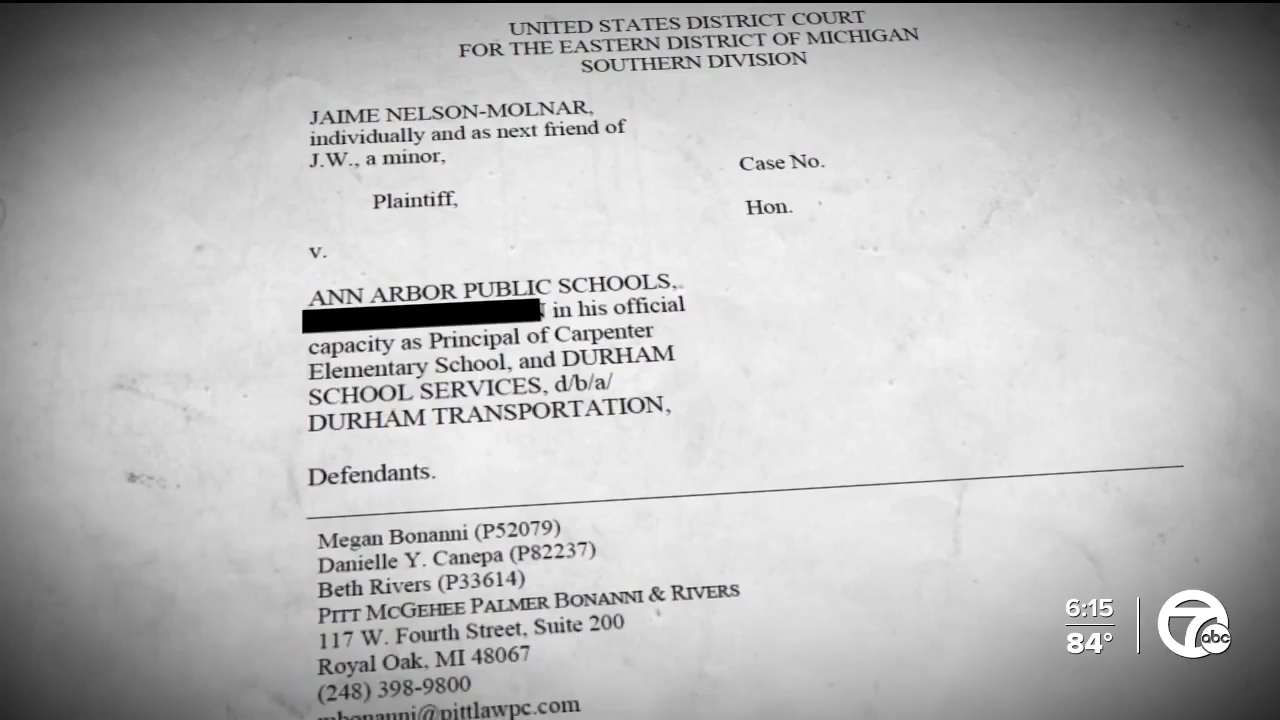 UNITED STATES DISTRICT COURT
FOR THE EASTERN DISTRICT OF MICHIGAN
SOUTHERN DIVISION
JAIME NELSON-MOLNAR,
individually and as next friend of
J.W., a minor,
Case No.
Plaintiff,
Hon.
v.
ANN ARBOR PUBLIC SCHOOLS,
in his official
capacity as Principal of Carpenter
Elementary School, and DURHAM
SCHOOL SERVICES, d/b/a/
DURHAM TRANSPORTATION,
Defendants.
Megan Bonanni (P52079)
Danielle Y. Canepa (P82237)
Beth Rivers (P33614)
PITT MCGEHEE PALMER BONANNI & RIVERS
117 W. Fourth Street, Suite 200
Royal Oak, MI 48067
(248) 398-9800
mbonanni@pittlawpc.com
6:15
84°
7 abc